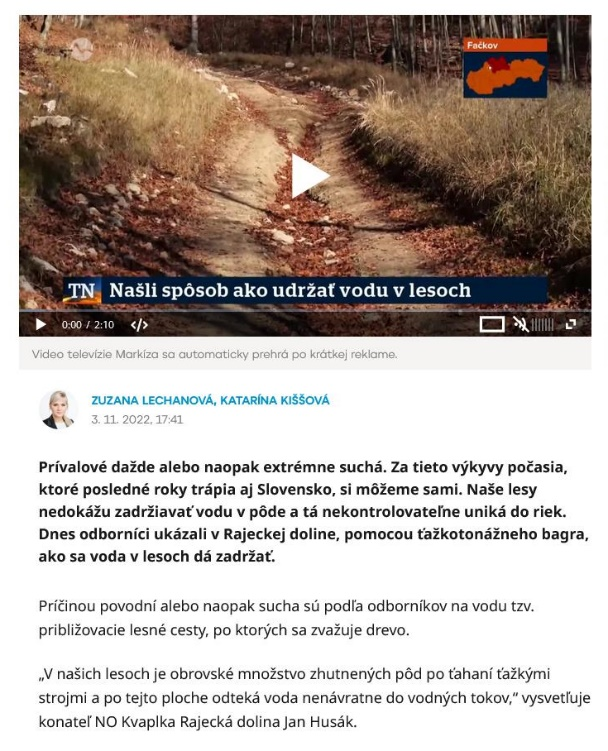 Fačkov
TN Našli spôsob ako udržať vodu v lesoch
0:00 / 2:10 </>
Video televízie Markíza sa automaticky prehrá po krátkej reklame.
ZUZANA LECHANOVÁ, KATARÍNA KIŠŠOVÁ
3. 11. 2022, 17:41
Prívalové dažde alebo naopak extrémne suchá. Za tieto výkyvy počasia,
ktoré posledné roky trápia aj Slovensko, si môžeme sami. Naše lesy
nedokážu zadržiavať vodu v pôde a tá nekontrolovateľne uniká do riek.
Dnes odborníci ukázali v Rajeckej doline, pomocou ťažkotonážneho bagra,
ako sa voda v lesoch dá zadržať.
Príčinou povodní alebo naopak sucha sú podľa odborníkov na vodu tzv.
približovacie lesné cesty, po ktorých sa zvažuje drevo.
„V našich lesoch je obrovské množstvo zhutnených pôd po ťahaní ťažkými
strojmi a po tejto ploche odteká voda nenávratne do vodných tokov,“ vysvetľuje
konateľ NO Kvapka Rajecká dolina Jan Husák.